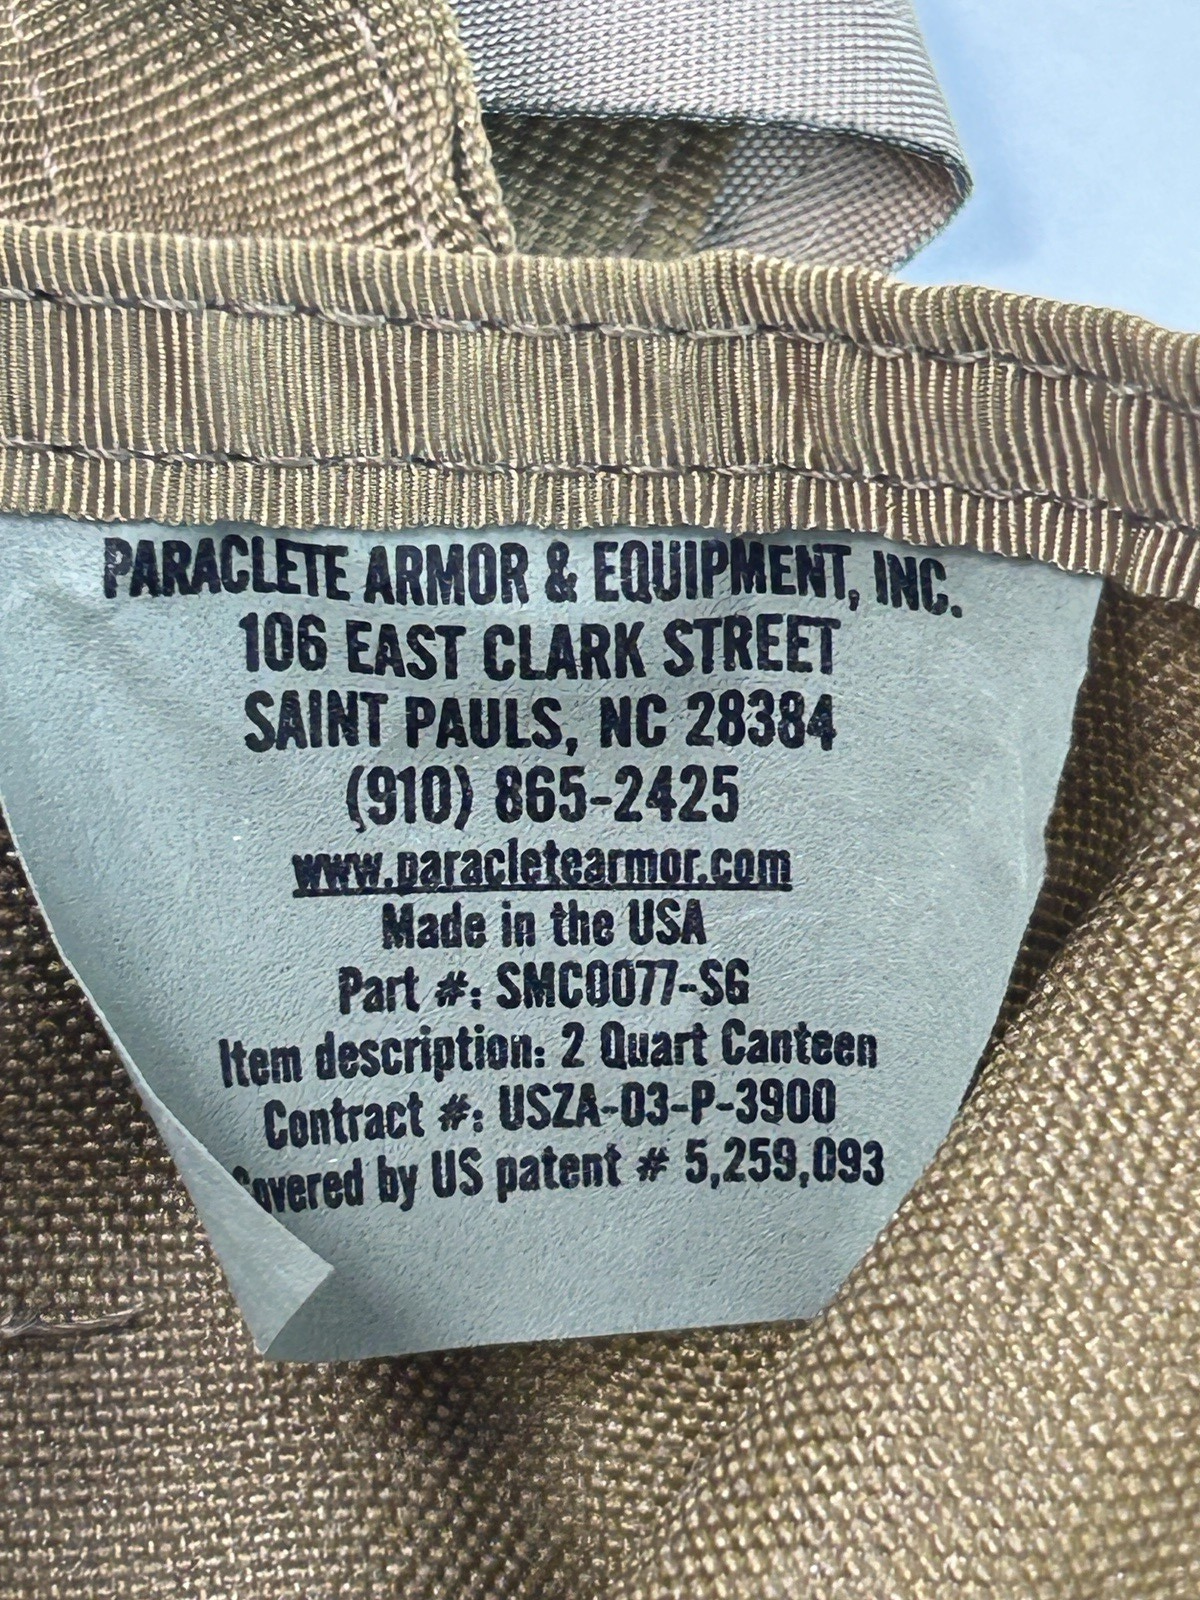 PARACLETE ARMOR & EQUIPMENT, INC.
106 EAST CLARK STREET
SAINT PAULS, NC 28384
(910) 865-2425
www.paracletearmor.com
Made in the USA
Part #: SMC0077-SG
Item description: 2 Quart Canteen
Contract #: USZA-03-P-3900
Covered by US patent # 5,259,093